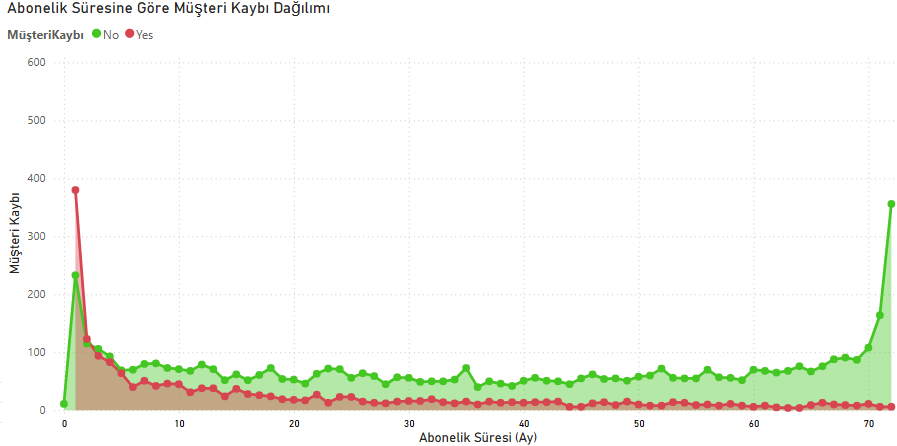 Abonelik Süresine Göre Müşteri Kaybı Dağılımı
MüşteriKaybı No Yes
600
500
400
300
200
100
0
Müşteri Kaybı
0 10 20 30 40 50 60 70
Abonelik Süresi (Ay)